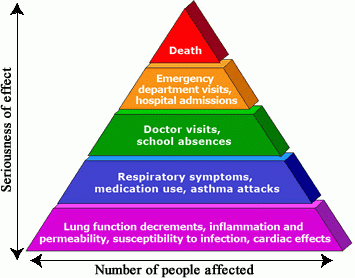 Seriousness of effect
Death
Emergency
department visits,
hospital admissions
Doctor visits,
school absences
Respiratory symptoms,
medication use, asthma attacks
Lung function decrements, inflammation and
permeability, susceptibility to infection, cardiac effects
Number of people affected